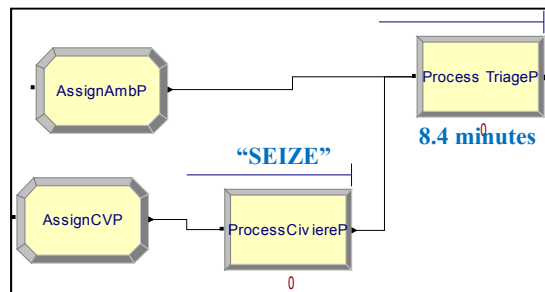 AssignAmbP
Process TriageP
0
8.4 minutes
“SEIZE”
AssignCVP
ProcessCiviereP
0